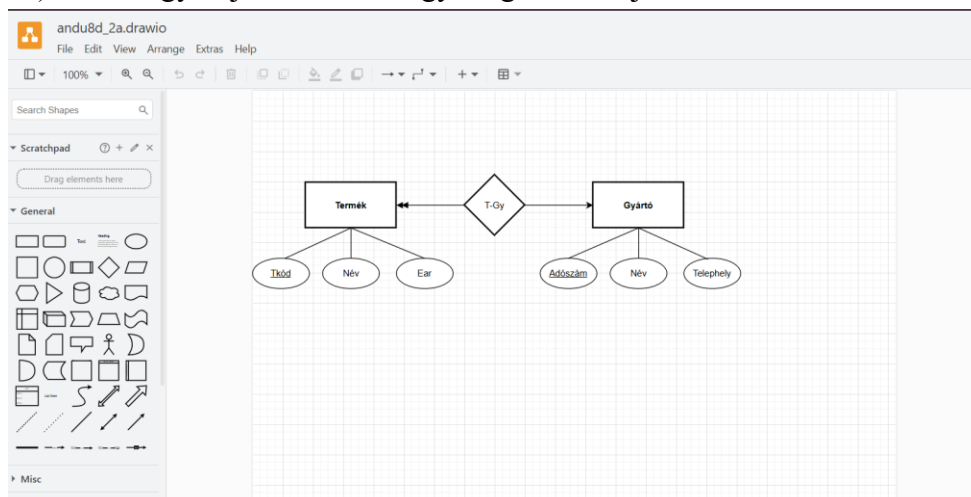 andu8d_2a.drawio
File Edit View Arrange Extras Help
100%
Search Shapes
Scratchpad
Drag elements here
General
Text
Heading
Misc
Termék
T-Gy
Gyártó
Tkód
Név
Ear
Adószám
Név
Telephely